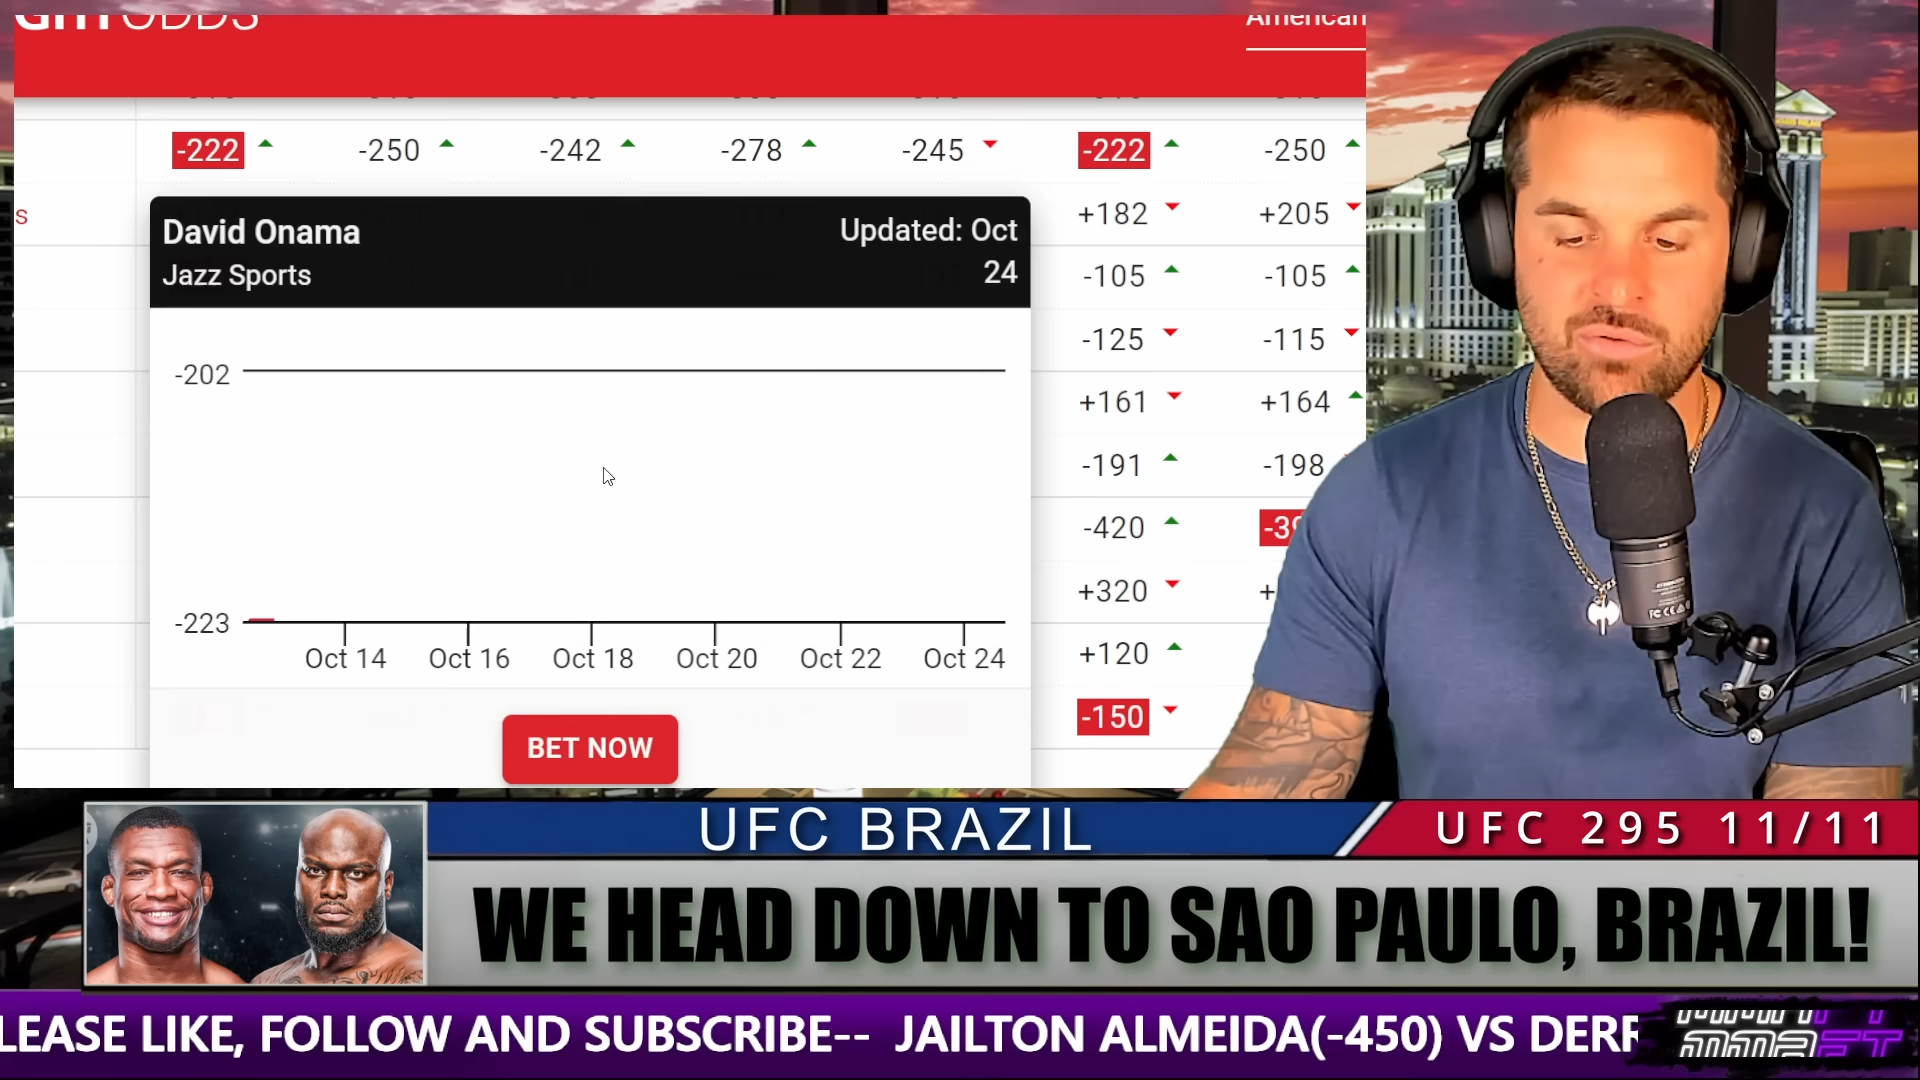 ODDS
American
-222 -250 -242 -278 -245 -222 -250
s
+182 +205
David Onama
Updated: Oct 24
Jazz Sports
-105 -105
-125 -115
-202
+161 +164
-191 -198
-420
+320
-223
Oct 14 Oct 16 Oct 18 Oct 20 Oct 22 Oct 24
+120
-150
BET NOW
UFC BRAZIL
UFC 295 11/11
WE HEAD DOWN TO SAO PAULO, BRAZIL!
LEASE LIKE, FOLLOW AND SUBSCRIBE-- JAILTON ALMEIDA(-450) VS DERR